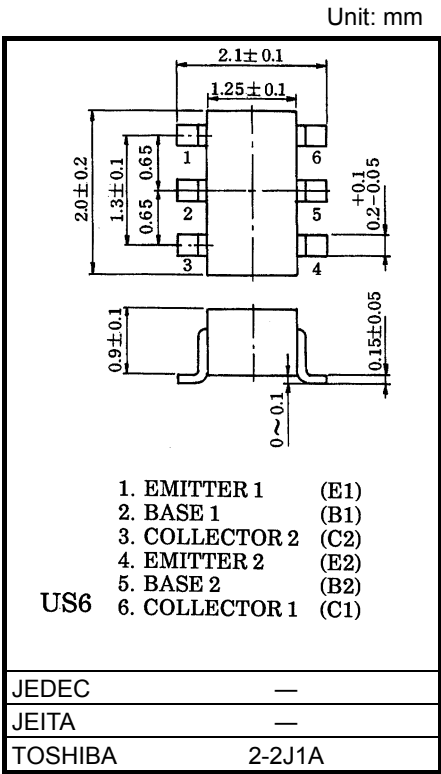 Unit: mm
2.1±0.1
1.25±0.1
1
6
2
5
3
4
2.0±0.2
1.3±0.1
0.65
0.65
+0.1
0.2-0.05
0.9±0.1
0.15±0.05
0~0.1
1. EMITTER 1 (E1)
2. BASE 1 (B1)
3. COLLECTOR 2 (C2)
4. EMITTER 2 (E2)
5. BASE 2 (B2)
US6 6. COLLECTOR 1 (C1)
JEDEC —
JEITA —
TOSHIBA 2-2J1A